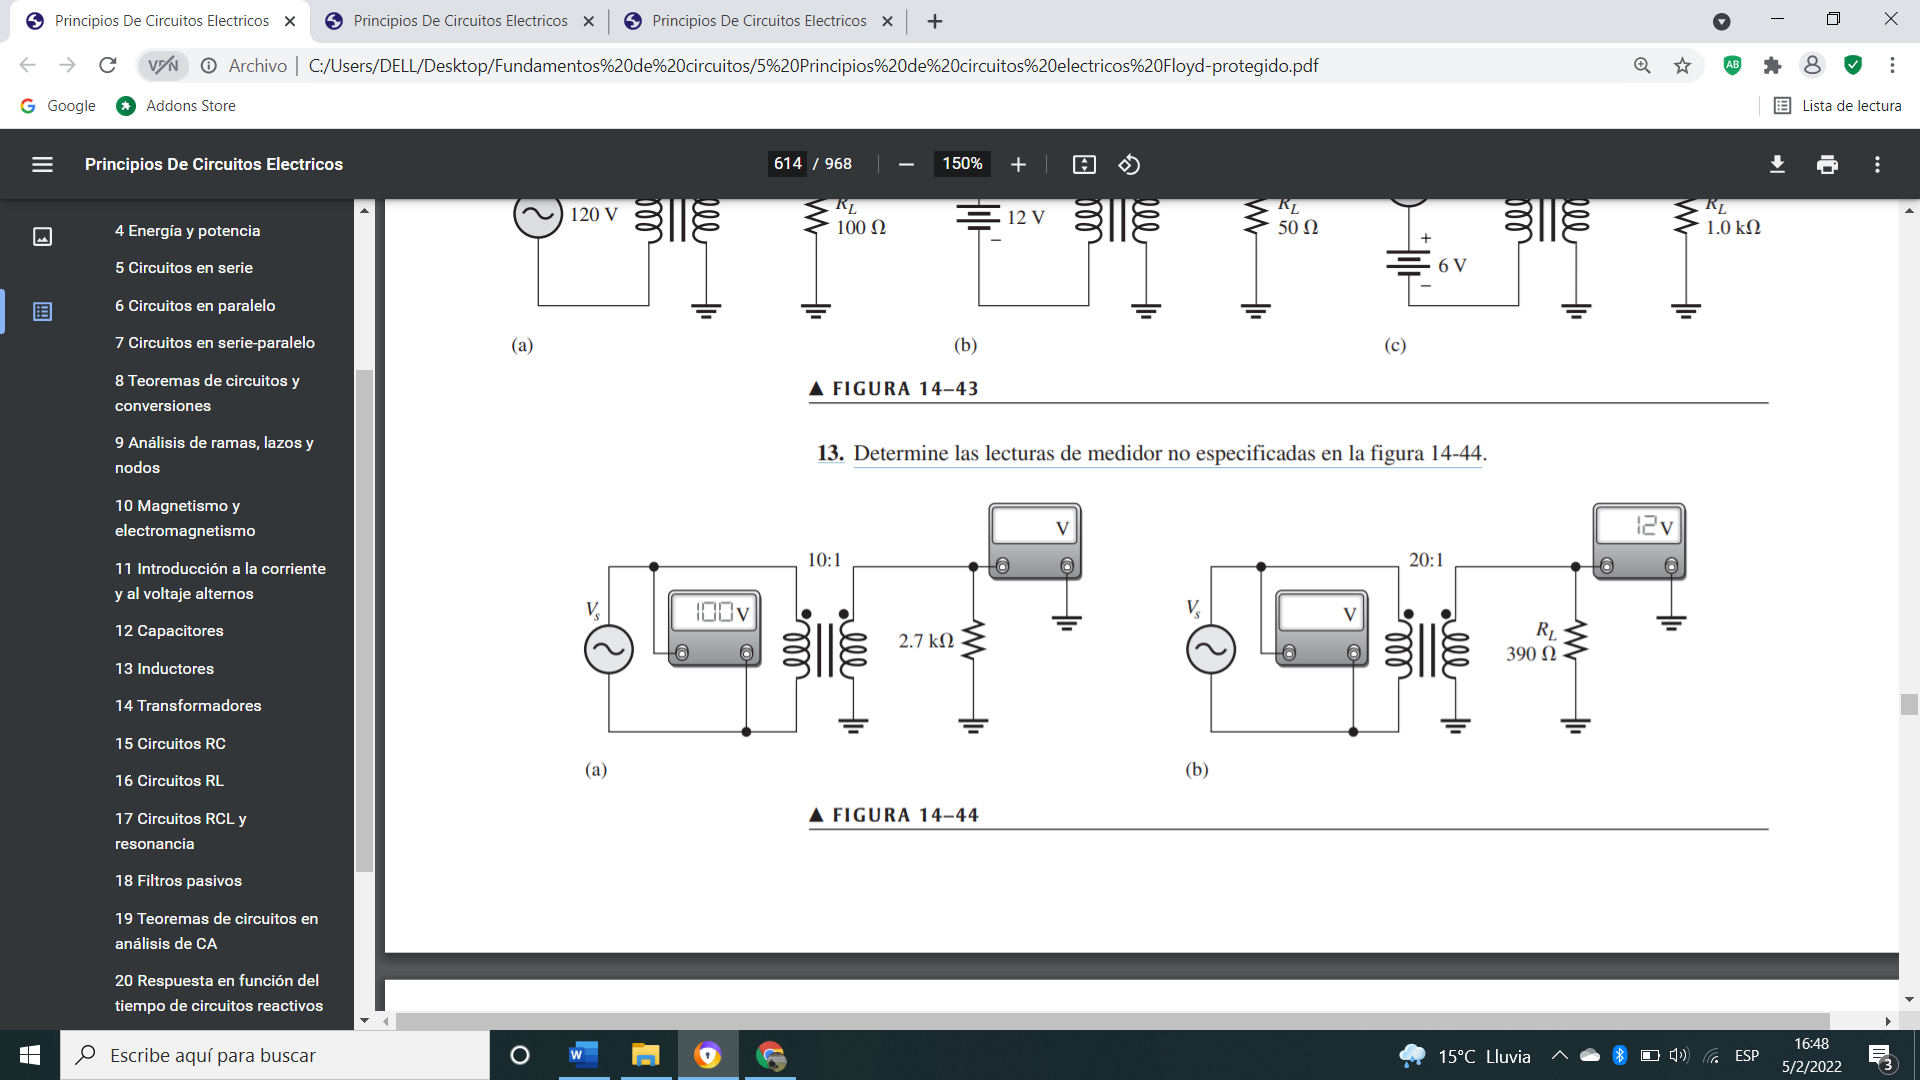 Principios De Circuitos Electricos
Principios De Circuitos Electricos
Principios De Circuitos Electricos
VPN
Archivo
C:/Users/DELL/Desktop/Fundamentos%20de%20circuitos/5%20Principios%20de%20circuitos%20electricos%20Floyd-protegido.pdf
AB
Google
Addons Store
Lista de lectura
Principios De Circuitos Electricos
614 / 968
150%
4 Energía y potencia
5 Circuitos en serie
6 Circuitos en paralelo
7 Circuitos en serie-paralelo
8 Teoremas de circuitos y
conversiones
9 Análisis de ramas, lazos y
nodos
10 Magnetismo y
electromagnetismo
11 Introducción a la corriente
y al voltaje alternos
12 Capacitores
13 Inductores
14 Transformadores
15 Circuitos RC
16 Circuitos RL
17 Circuitos RCL y
resonancia
18 Filtros pasivos
19 Teoremas de circuitos en
análisis de CA
20 Respuesta en función del
tiempo de circuitos reactivos
120 V
RL
100 Ω
12 V
−
RL
50 Ω
+
6 V
−
RL
1.0 kΩ
(a)
(b)
(c)
▲ FIGURA 14–43
13. Determine las lecturas de medidor no especificadas en la figura 14-44.
Vs
100 V
10:1
V
2.7 kΩ
(a)
Vs
V
20:1
12 V
RL
390 Ω
(b)
▲ FIGURA 14–44
Escribe aquí para buscar
W
15°C Lluvia
ESP
16:48
5/2/2022
3